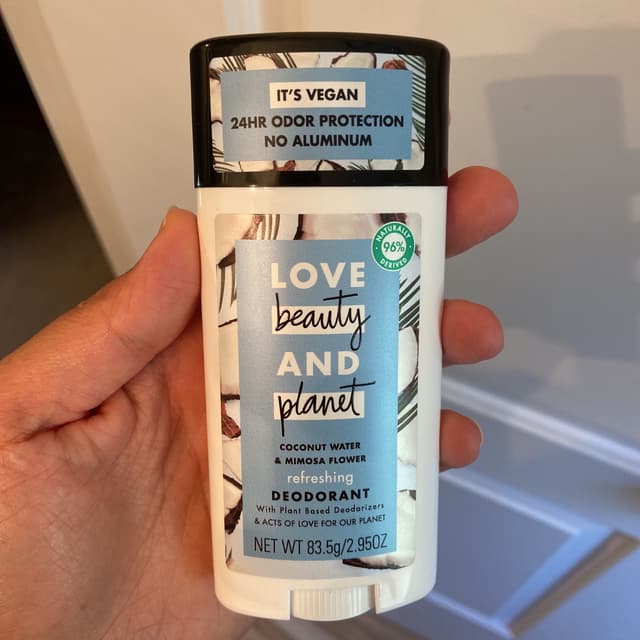 IT'S VEGAN
24HR ODOR PROTECTION
NO ALUMINUM
NATURALLY
96%
DERIVED
LOVE
beauty
AND
planet
COCONUT WATER
& MIMOSA FLOWER
refreshing
DEODORANT
With Plant Based Deodorizers
& ACTS OF LOVE FOR OUR PLANET
NET WT 83.5g/2.95OZ